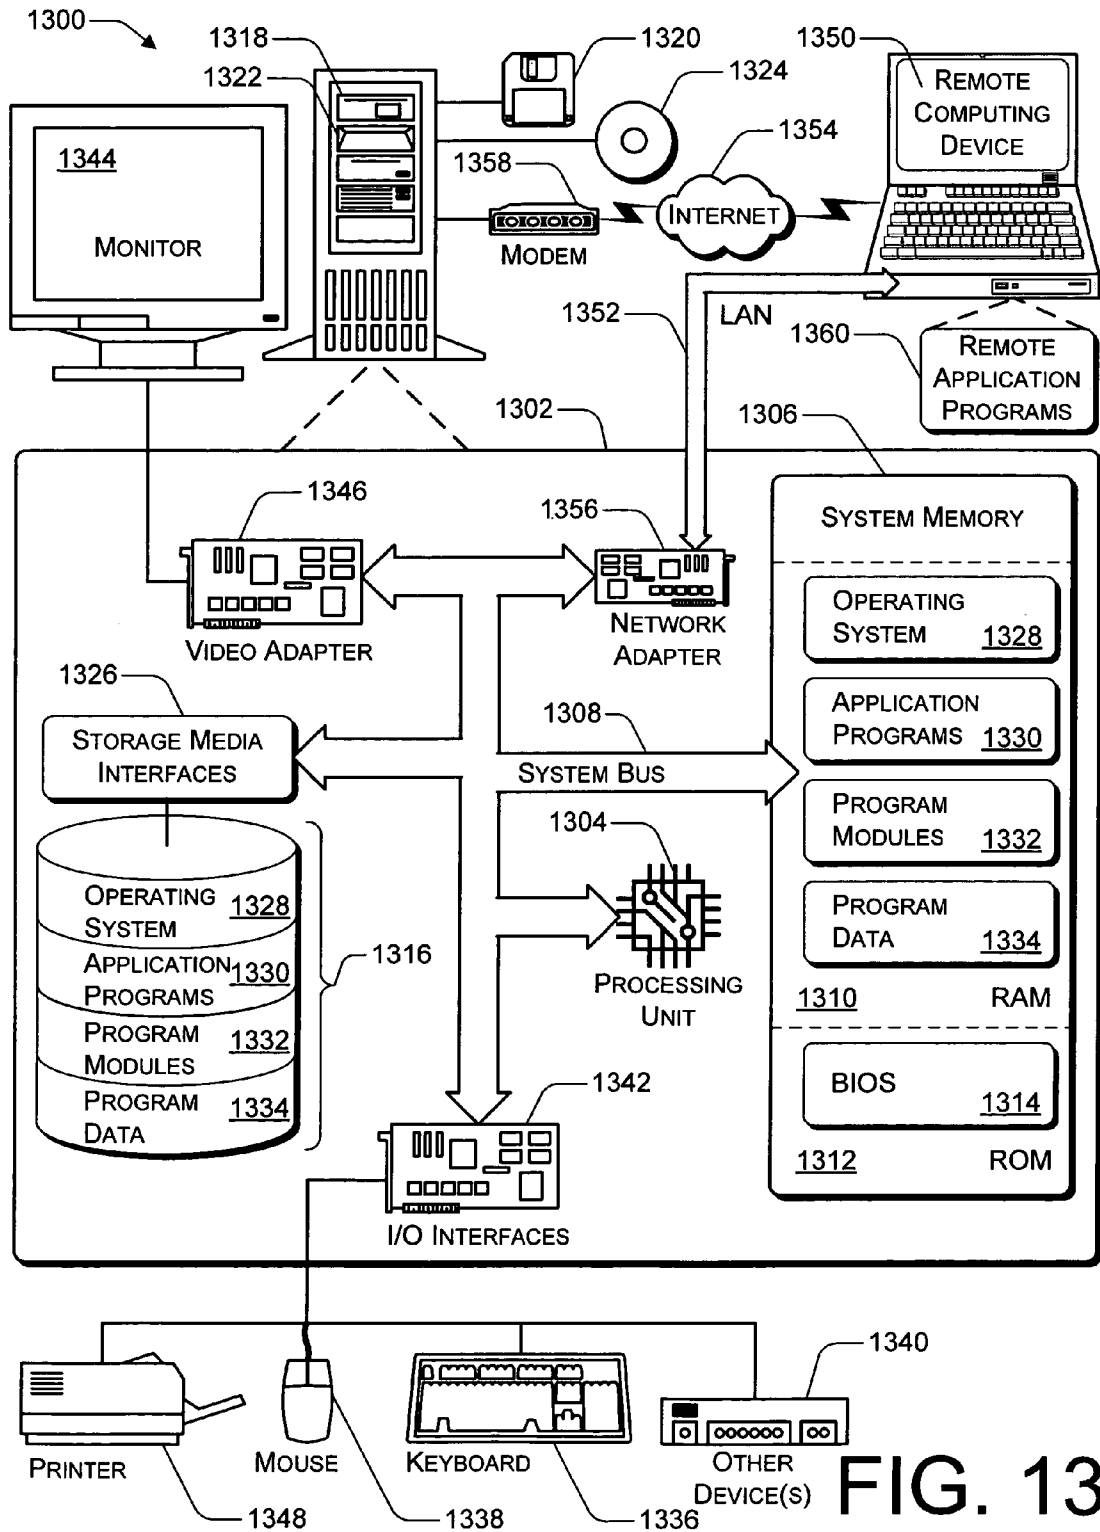 1300
1318
1322
1320
1324
1350
REMOTE
COMPUTING
DEVICE
1344
MONITOR
1358
MODEM
1354
INTERNET
1352
LAN
1360
REMOTE
APPLICATION
PROGRAMS
1302
1306
1346
VIDEO ADAPTER
1356
NETWORK
ADAPTER
SYSTEM MEMORY
OPERATING
SYSTEM 1328
APPLICATION
PROGRAMS 1330
PROGRAM
MODULES 1332
PROGRAM
DATA 1334
1310 RAM
BIOS 1314
1312 ROM
1326
STORAGE MEDIA
INTERFACES
1308
SYSTEM BUS
1304
PROCESSING
UNIT
OPERATING
SYSTEM 1328
APPLICATION
PROGRAMS 1330
PROGRAM
MODULES 1332
PROGRAM
DATA 1334
1316
1342
I/O INTERFACES
PRINTER
1348
MOUSE
1338
KEYBOARD
1336
1340
OTHER
DEVICE(S)
FIG. 13